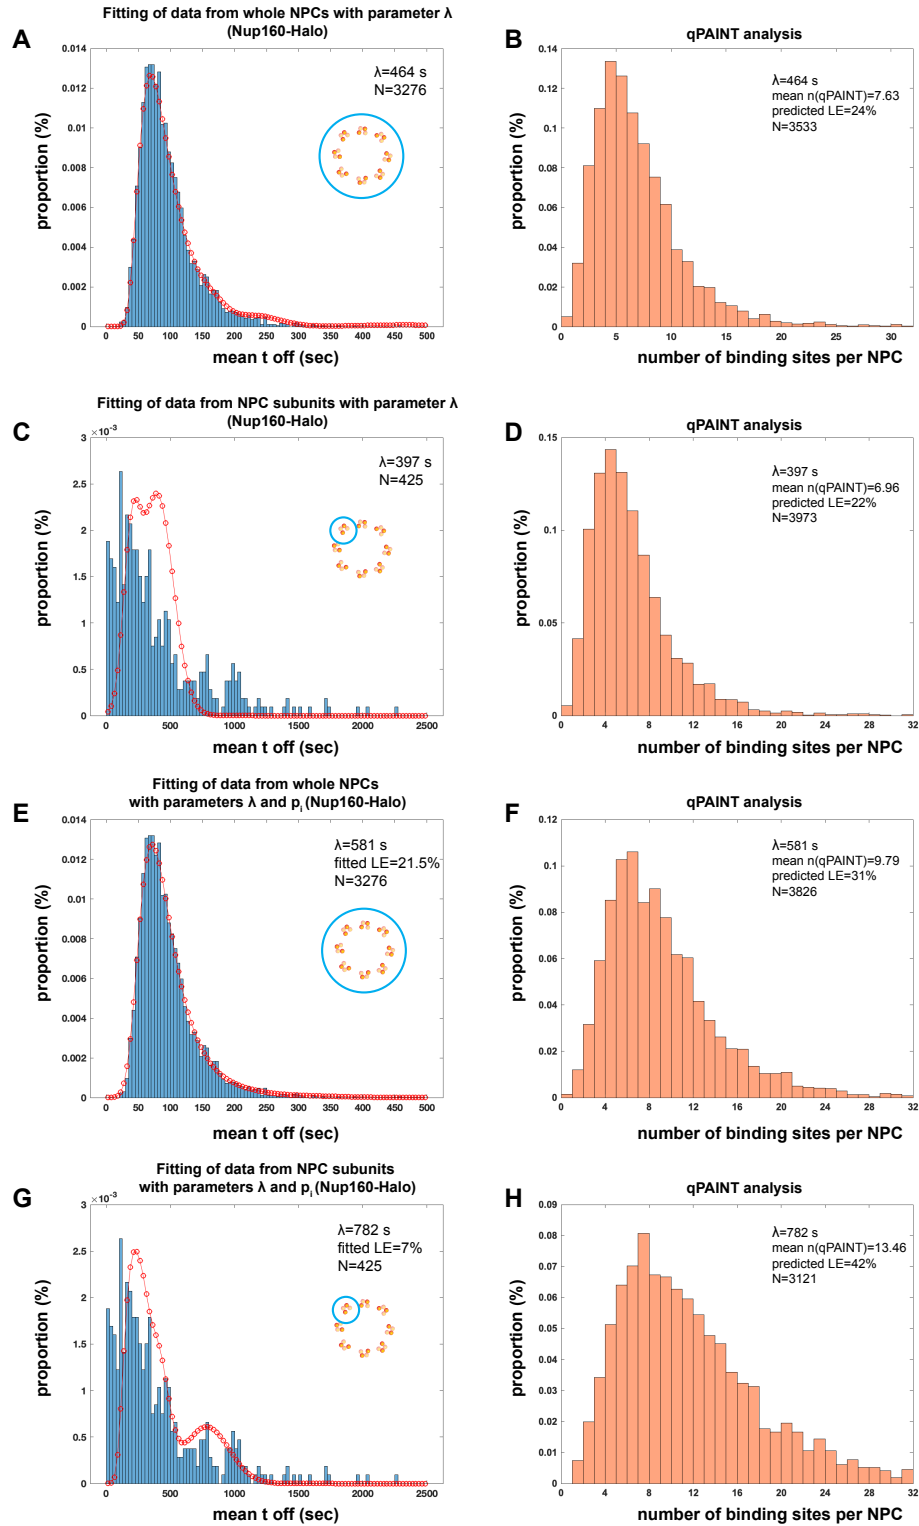 Fitting of data from whole NPCs with parameter λ
(Nup160-Halo)
A
0.014
0.012
0.01
0.008
0.006
0.004
0.002
0
proportion (%)
λ=464 s
N=3276
0 50 100 150 200 250 300 350 400 450 500
mean t off (sec)
B
qPAINT analysis
0.14
0.12
0.1
0.08
0.06
0.04
0.02
0
proportion (%)
λ=464 s
mean n(qPAINT)=7.63
predicted LE=24%
N=3533
0 5 10 15 20 25 30
number of binding sites per NPC
Fitting of data from NPC subunits with parameter λ
(Nup160-Halo)
C
×10⁻³
3
2.5
2
1.5
1
0.5
0
proportion (%)
λ=397 s
N=425
0 500 1000 1500 2000 2500
mean t off (sec)
D
qPAINT analysis
0.15
0.1
0.05
0
proportion (%)
λ=397 s
mean n(qPAINT)=6.96
predicted LE=22%
N=3973
0 4 8 12 16 20 24 28 32
number of binding sites per NPC
Fitting of data from whole NPCs
with parameters λ and pᵢ (Nup160-Halo)
E
0.014
0.012
0.01
0.008
0.006
0.004
0.002
0
proportion (%)
λ=581 s
fitted LE=21.5%
N=3276
0 50 100 150 200 250 300 350 400 450 500
mean t off (sec)
F
qPAINT analysis
0.12
0.1
0.08
0.06
0.04
0.02
0
proportion (%)
λ=581 s
mean n(qPAINT)=9.79
predicted LE=31%
N=3826
0 4 8 12 16 20 24 28 32
number of binding sites per NPC
Fitting of data from NPC subunits
with parameters λ and pᵢ (Nup160-Halo)
G
×10⁻³
3
2.5
2
1.5
1
0.5
0
proportion (%)
λ=782 s
fitted LE=7%
N=425
0 500 1000 1500 2000 2500
mean t off (sec)
H
qPAINT analysis
0.09
0.08
0.07
0.06
0.05
0.04
0.03
0.02
0.01
0
proportion (%)
λ=782 s
mean n(qPAINT)=13.46
predicted LE=42%
N=3121
0 4 8 12 16 20 24 28 32
number of binding sites per NPC